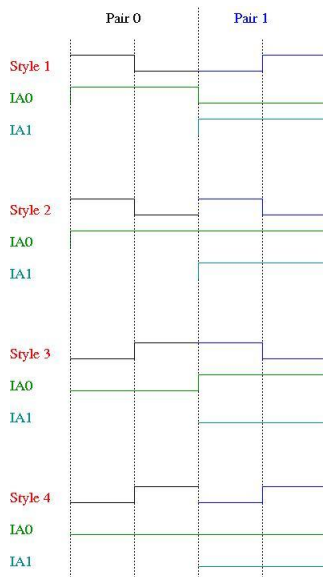 Pair 0 Pair 1
Style 1
IA0
IA1
Style 2
IA0
IA1
Style 3
IA0
IA1
Style 4
IA0
IA1